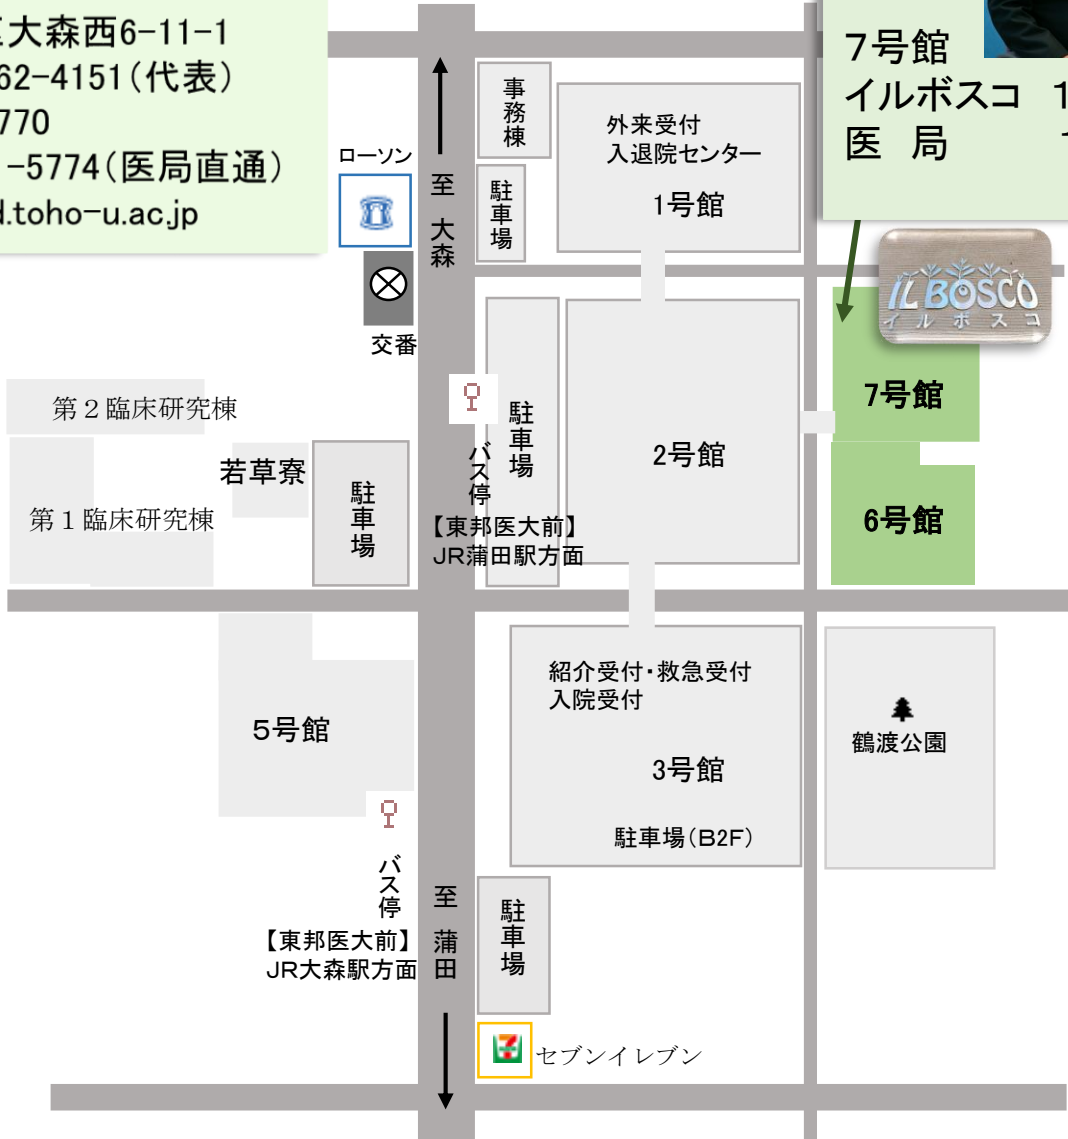 大森西6-11-1
62-4151(代表)
770
-5774(医局直通)
.toho-u.ac.jp
7号館
イルボスコ 1
医 局
事務棟
外来受付
入退院センター
1号館
ローソン
駐車場
至 大森
交番
IL BOSCO
イルボスコ
7号館
第2臨床研究棟
駐車場
2号館
バス停
【東邦医大前】
JR蒲田駅方面
若草寮
駐車場
第1臨床研究棟
6号館
紹介受付・救急受付
入院受付
3号館
駐車場(B2F)
鶴渡公園
5号館
バス停
【東邦医大前】
JR大森駅方面
至 蒲田
駐車場
セブンイレブン